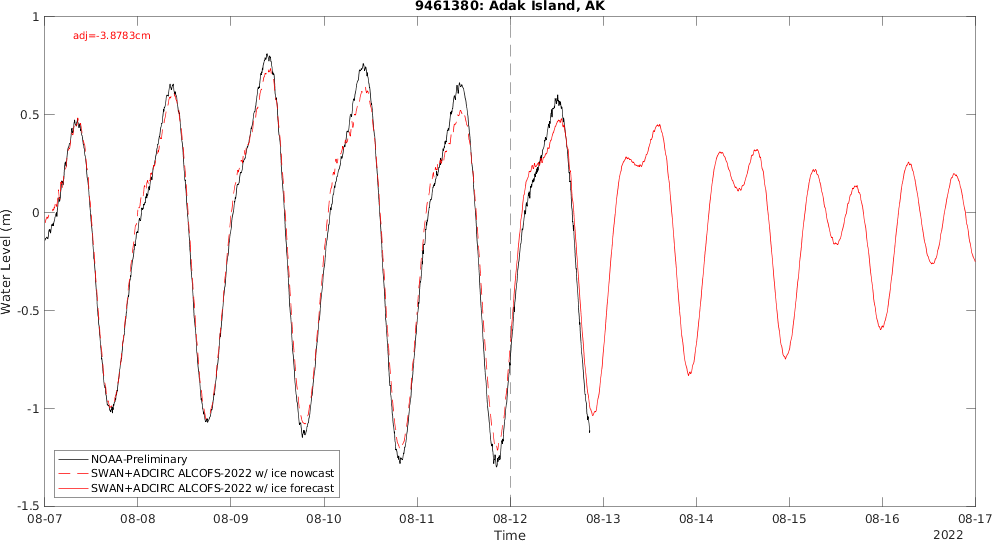 9461380: Adak Island, AK
adj=-3.8783cm
1
0.5
0
-0.5
-1
-1.5
Water Level (m)
NOAA-Preliminary
SWAN+ADCIRC ALCOFS-2022 w/ ice nowcast
SWAN+ADCIRC ALCOFS-2022 w/ ice forecast
08-07 08-08 08-09 08-10 08-11 08-12 08-13 08-14 08-15 08-16 08-17
Time
2022